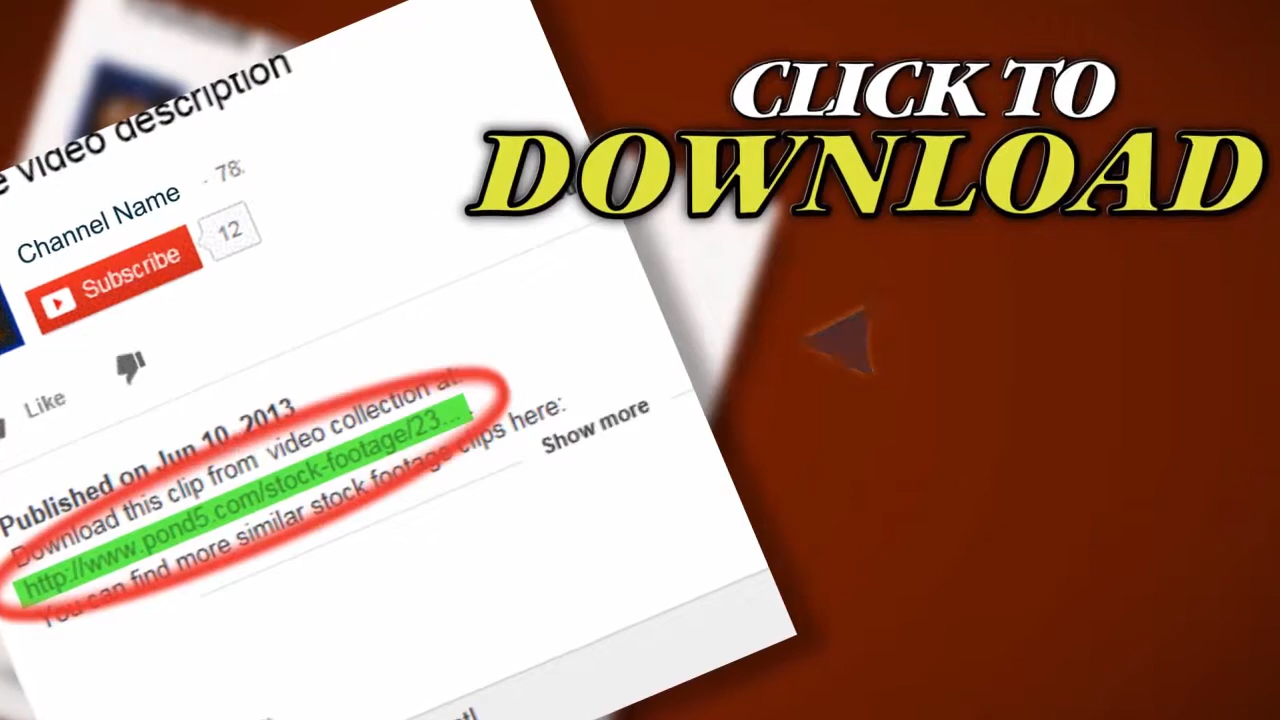 CLICK TO
DOWNLOAD
video description
Channel Name
78
Subscribe
12
Like
Published on Jun 10, 2013
Download this clip from video collection at:
http://www.pond5.com/stock-footage/23...
You can find more similar stock footage clips here:
Show more